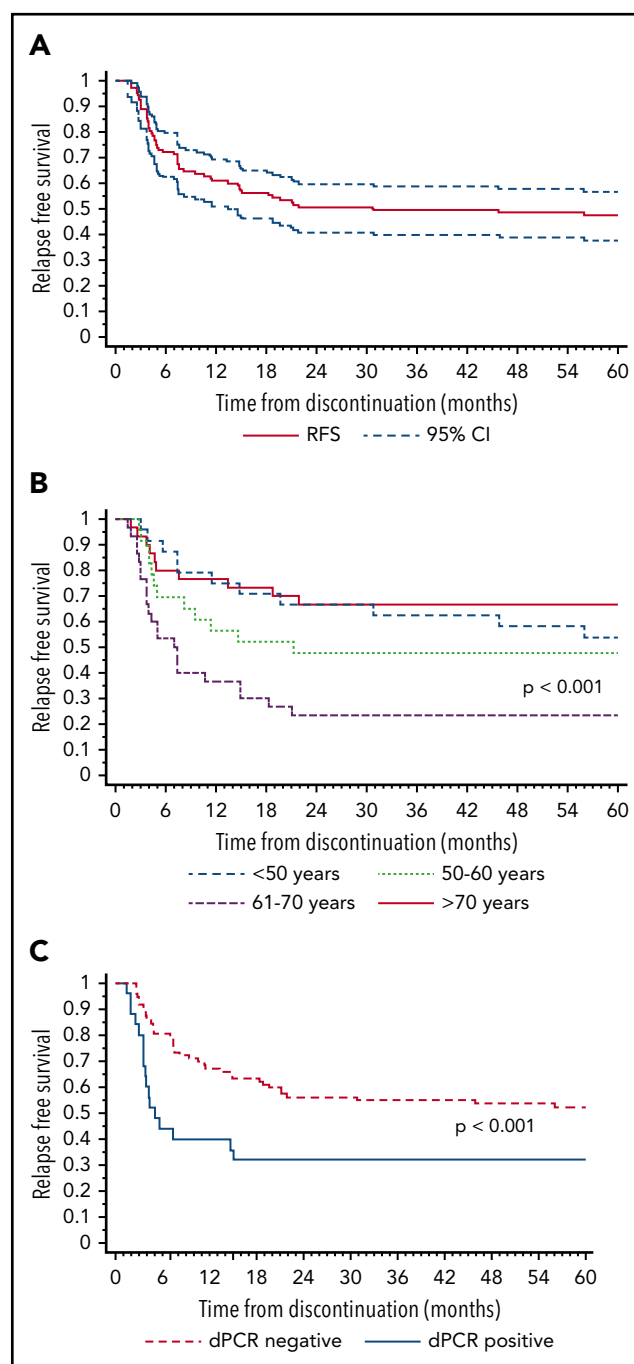 A
1
0.9
0.8
0.7
0.6
0.5
0.4
0.3
0.2
0.1
0
Relapse free survival
0 6 12 18 24 30 36 42 48 54 60
Time from discontinuation (months)
RFS 95% CI
B
1
0.9
0.8
0.7
0.6
0.5
0.4
0.3
0.2
0.1
0
Relapse free survival
p < 0.001
0 6 12 18 24 30 36 42 48 54 60
Time from discontinuation (months)
<50 years 50-60 years
61-70 years >70 years
C
1
0.9
0.8
0.7
0.6
0.5
0.4
0.3
0.2
0.1
0
Relapse free survival
p < 0.001
0 6 12 18 24 30 36 42 48 54 60
Time from discontinuation (months)
dPCR negative dPCR positive